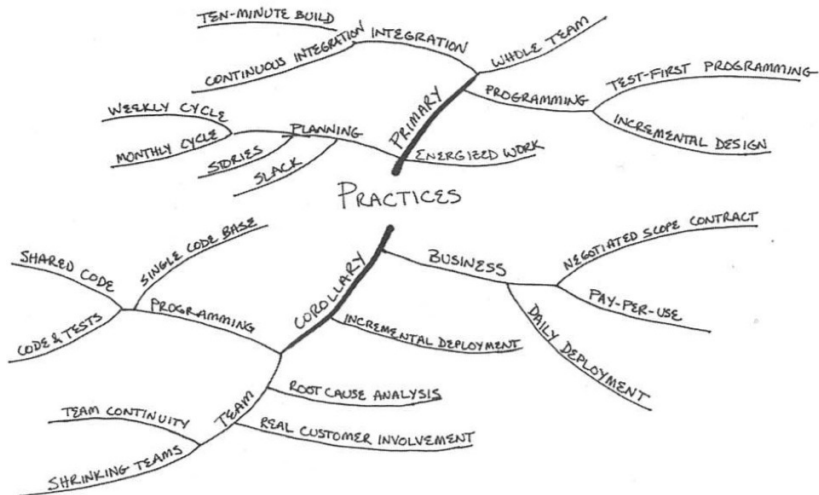 TEN-MINUTE BUILD
CONTINUOUS INTEGRATION
INTEGRATION
WHOLE TEAM
PROGRAMMING
TEST-FIRST PROGRAMMING
INCREMENTAL DESIGN
PRIMARY
WEEKLY CYCLE
MONTHLY CYCLE
PLANNING
STORIES
SLACK
ENERGIZED WORK
PRACTICES
COROLLARY
BUSINESS
NEGOTIATED SCOPE CONTRACT
PAY-PER-USE
DAILY DEPLOYMENT
INCREMENTAL DEPLOYMENT
SHARED CODE
SINGLE CODE BASE
PROGRAMMING
CODE & TESTS
TEAM
ROOT CAUSE ANALYSIS
REAL CUSTOMER INVOLVEMENT
TEAM CONTINUITY
SHRINKING TEAMS